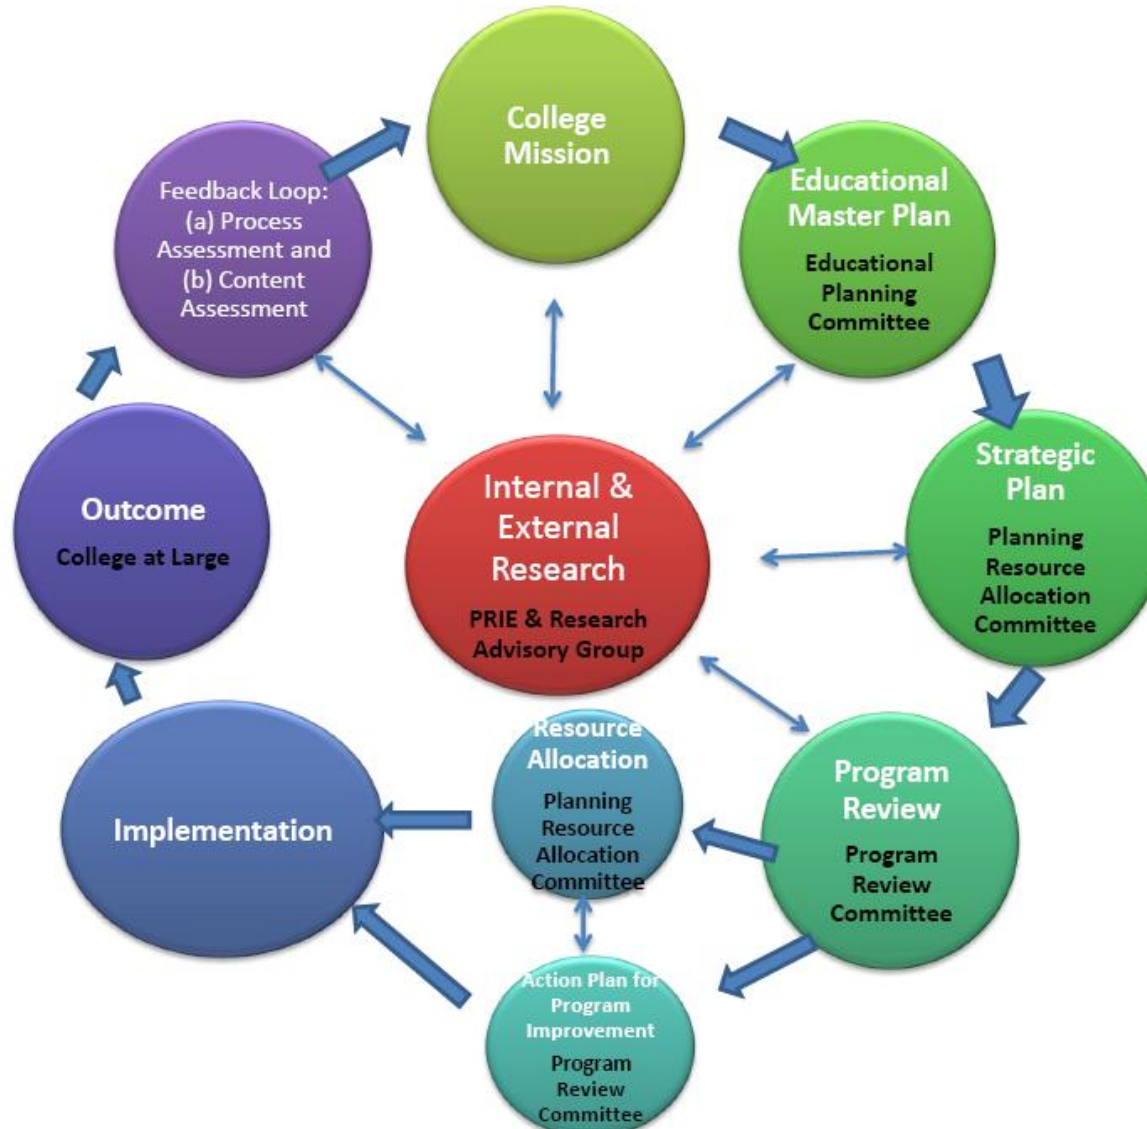 College
Mission
Educational
Master Plan
Educational
Planning
Committee
Strategic
Plan
Planning
Resource
Allocation
Committee
Program
Review
Program
Review
Committee
Resource
Allocation
Planning
Resource
Allocation
Committee
Action Plan for
Program
Improvement
Program
Review
Committee
Implementation
Outcome
College at Large
Feedback Loop:
(a) Process
Assessment and
(b) Content
Assessment
Internal &
External
Research
PRIE & Research
Advisory Group